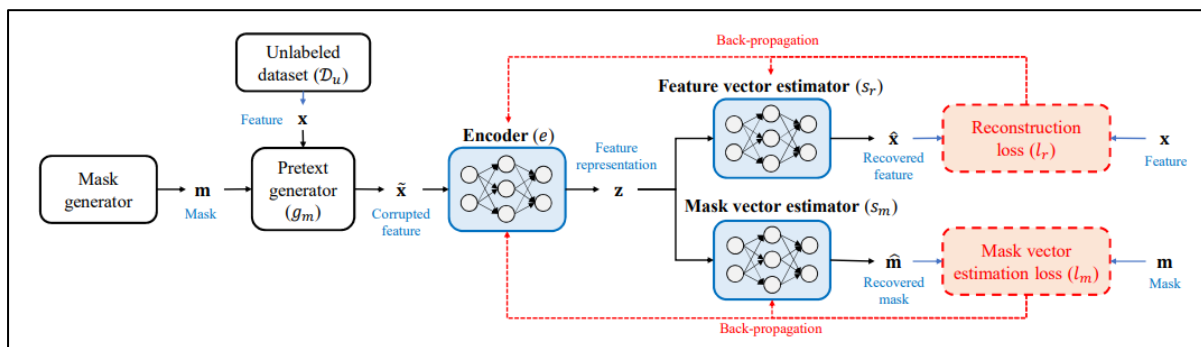 Back-propagation
Unlabeled
dataset (𝒟ᵤ)
Feature x
Mask
generator
m
Mask
Pretext
generator
(gₘ)
x̃
Corrupted
feature
Encoder (e)
Feature
representation
z
Feature vector estimator (sᵣ)
x̂
Recovered
feature
Reconstruction
loss (lᵣ)
x
Feature
Mask vector estimator (sₘ)
m̂
Recovered
mask
Mask vector
estimation loss (lₘ)
m
Mask
Back-propagation